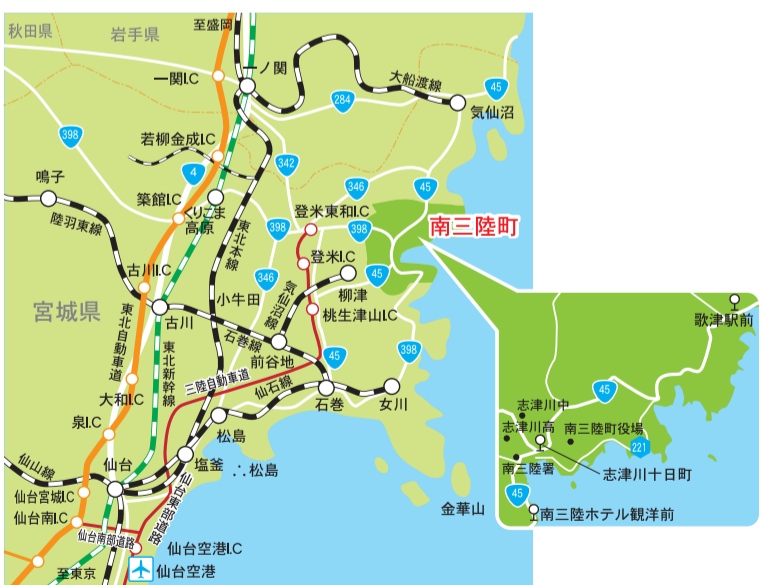 秋田県
岩手県
至盛岡
一関I.C
一ノ関
大船渡線
45
284
気仙沼
398
若柳金成I.C
342
4
鳴子
築館I.C
くりこま
高原
346
45
陸羽東線
登米東和I.C
398
398
南三陸町
東北本線
登米I.C
古川I.C
346
45
小牛田
気仙沼線
柳津
宮城県
古川
桃生津山I.C
歌津駅前
東北自動車道
石巻線
前谷地
45
398
東北新幹線
三陸自動車道
大和I.C
仙石線
石巻
女川
45
泉I.C
松島
志津川中
志津川高
南三陸町役場
221
仙山線
仙台
塩釜
∴松島
南三陸署
志津川十日町
仙台宮城I.C
45
仙台南I.C
仙台東部道路
金華山
南三陸ホテル観洋前
仙台南部道路
仙台空港I.C
至東京
仙台空港